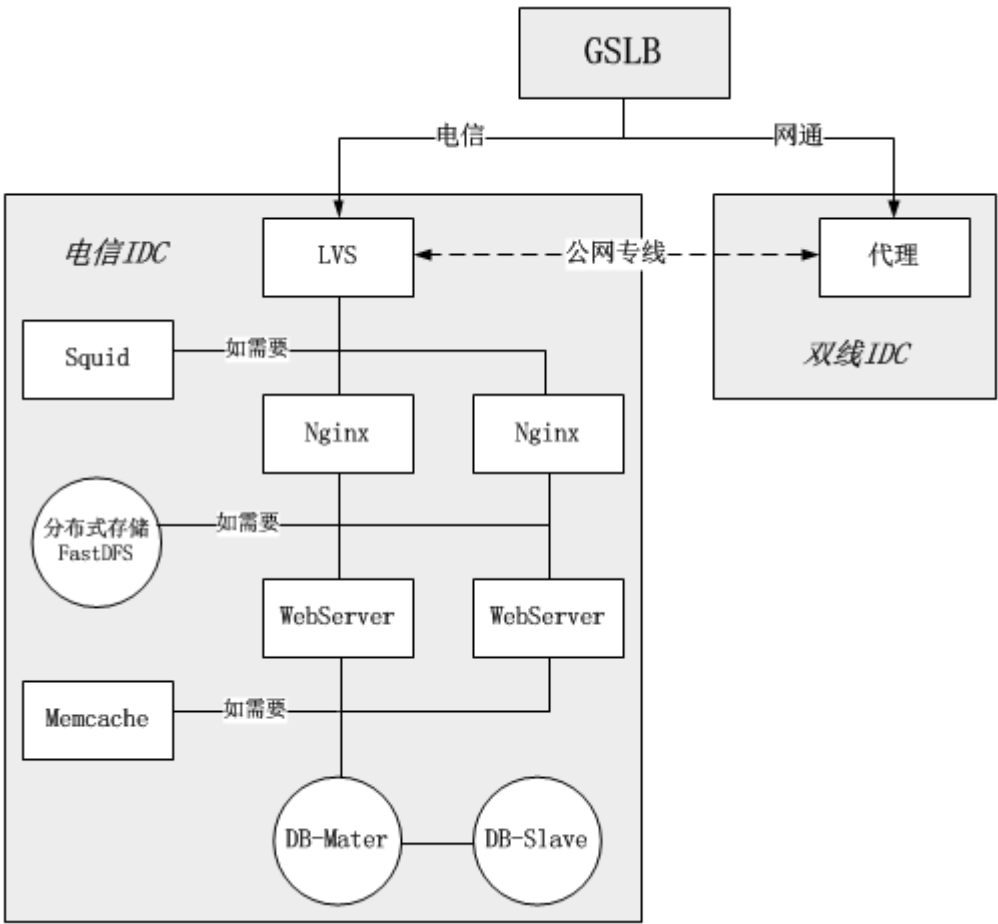 GSLB
电信
网通
电信IDC
LVS
公网专线
代理
Squid
如需要
双线IDC
Nginx
Nginx
分布式存储
FastDFS
如需要
WebServer
WebServer
Memcache
如需要
DB-Mater
DB-Slave